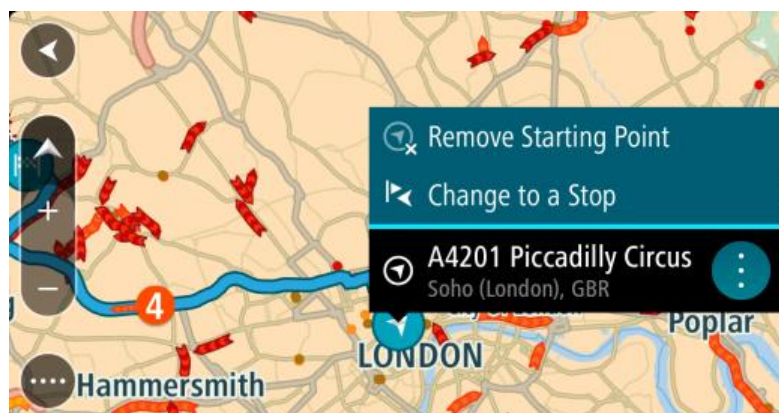 Remove Starting Point
Change to a Stop
A4201 Piccadilly Circus
Soho (London), GBR
4
Poplar
LONDON
Hammersmith